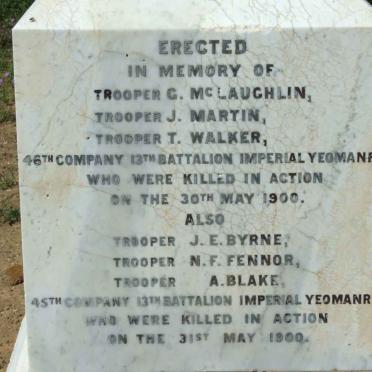 ERECTED
IN MEMORY OF
TROOPER G. McLAUGHLIN,
TROOPER J. MARTIN,
TROOPER T. WALKER,
46TH COMPANY 13TH BATTALION IMPERIAL YEOMANR
WHO WERE KILLED IN ACTION
ON THE 30TH MAY 1900.
ALSO
TROOPER J. E. BYRNE,
TROOPER N. F. FENNOR,
TROOPER A. BLAKE,
45TH COMPANY 13TH BATTALION IMPERIAL YEOMANR
WHO WERE KILLED IN ACTION
ON THE 31ST MAY 1900.